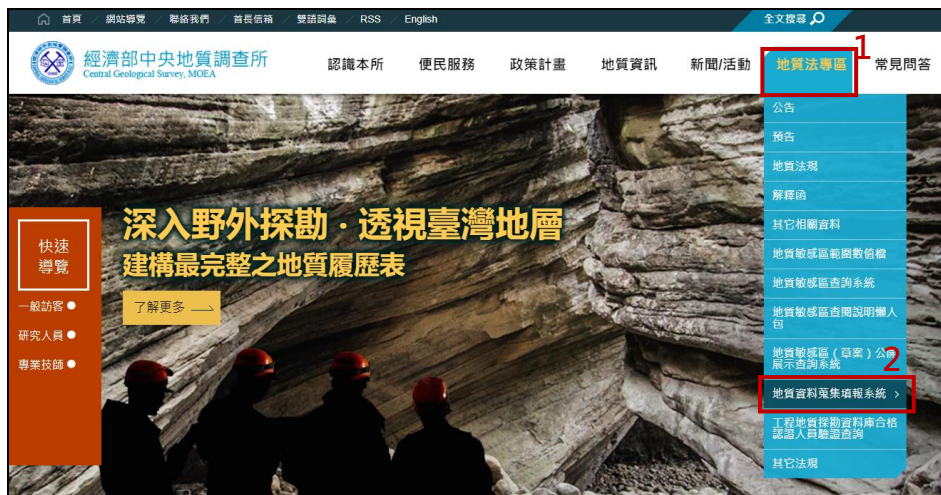 首頁 / 網站導覽 / 聯絡我們 / 首長信箱 / 雙語詞彙 / RSS / English
全文搜尋
經濟部中央地質調查所
Central Geological Survey, MOEA
認識本所 便民服務 政策計畫 地質資訊 新聞/活動 地質法專區 常見問答
1
公告
預告
地質法規
解釋函
其它相關資料
地質敏感區範圍數值檔
地質敏感區查詢系統
地質敏感區查閱說明懶人
包
地質敏感區（草案）公開
展示查詢系統
2
地質資料蒐集填報系統 >
工程地質探勘資料庫合格
認證人員驗證查詢
其它法規
深入野外探勘．透視臺灣地層
建構最完整之地質履歷表
了解更多
快速
導覽
一般訪客
研究人員
專業技師